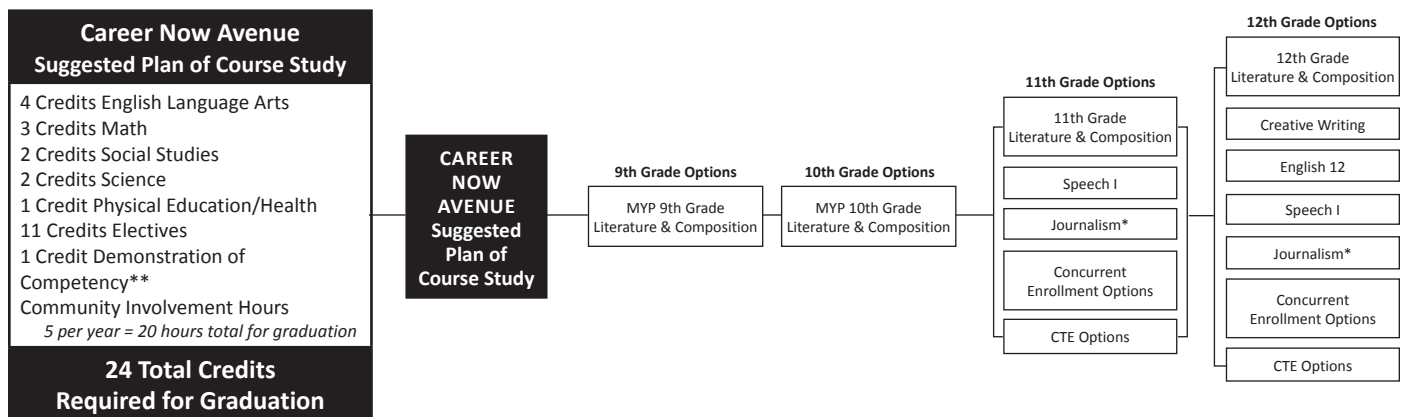 Career Now Avenue
Suggested Plan of Course Study
4 Credits English Language Arts
3 Credits Math
2 Credits Social Studies
2 Credits Science
1 Credit Physical Education/Health
11 Credits Electives
1 Credit Demonstration of
Competency**
Community Involvement Hours
5 per year = 20 hours total for graduation
24 Total Credits
Required for Graduation
CAREER
NOW
AVENUE
Suggested
Plan of
Course Study
9th Grade Options
MYP 9th Grade
Literature & Composition
10th Grade Options
MYP 10th Grade
Literature & Composition
11th Grade Options
11th Grade
Literature & Composition
Speech I
Journalism*
Concurrent
Enrollment Options
CTE Options
12th Grade Options
12th Grade
Literature & Composition
Creative Writing
English 12
Speech I
Journalism*
Concurrent
Enrollment Options
CTE Options